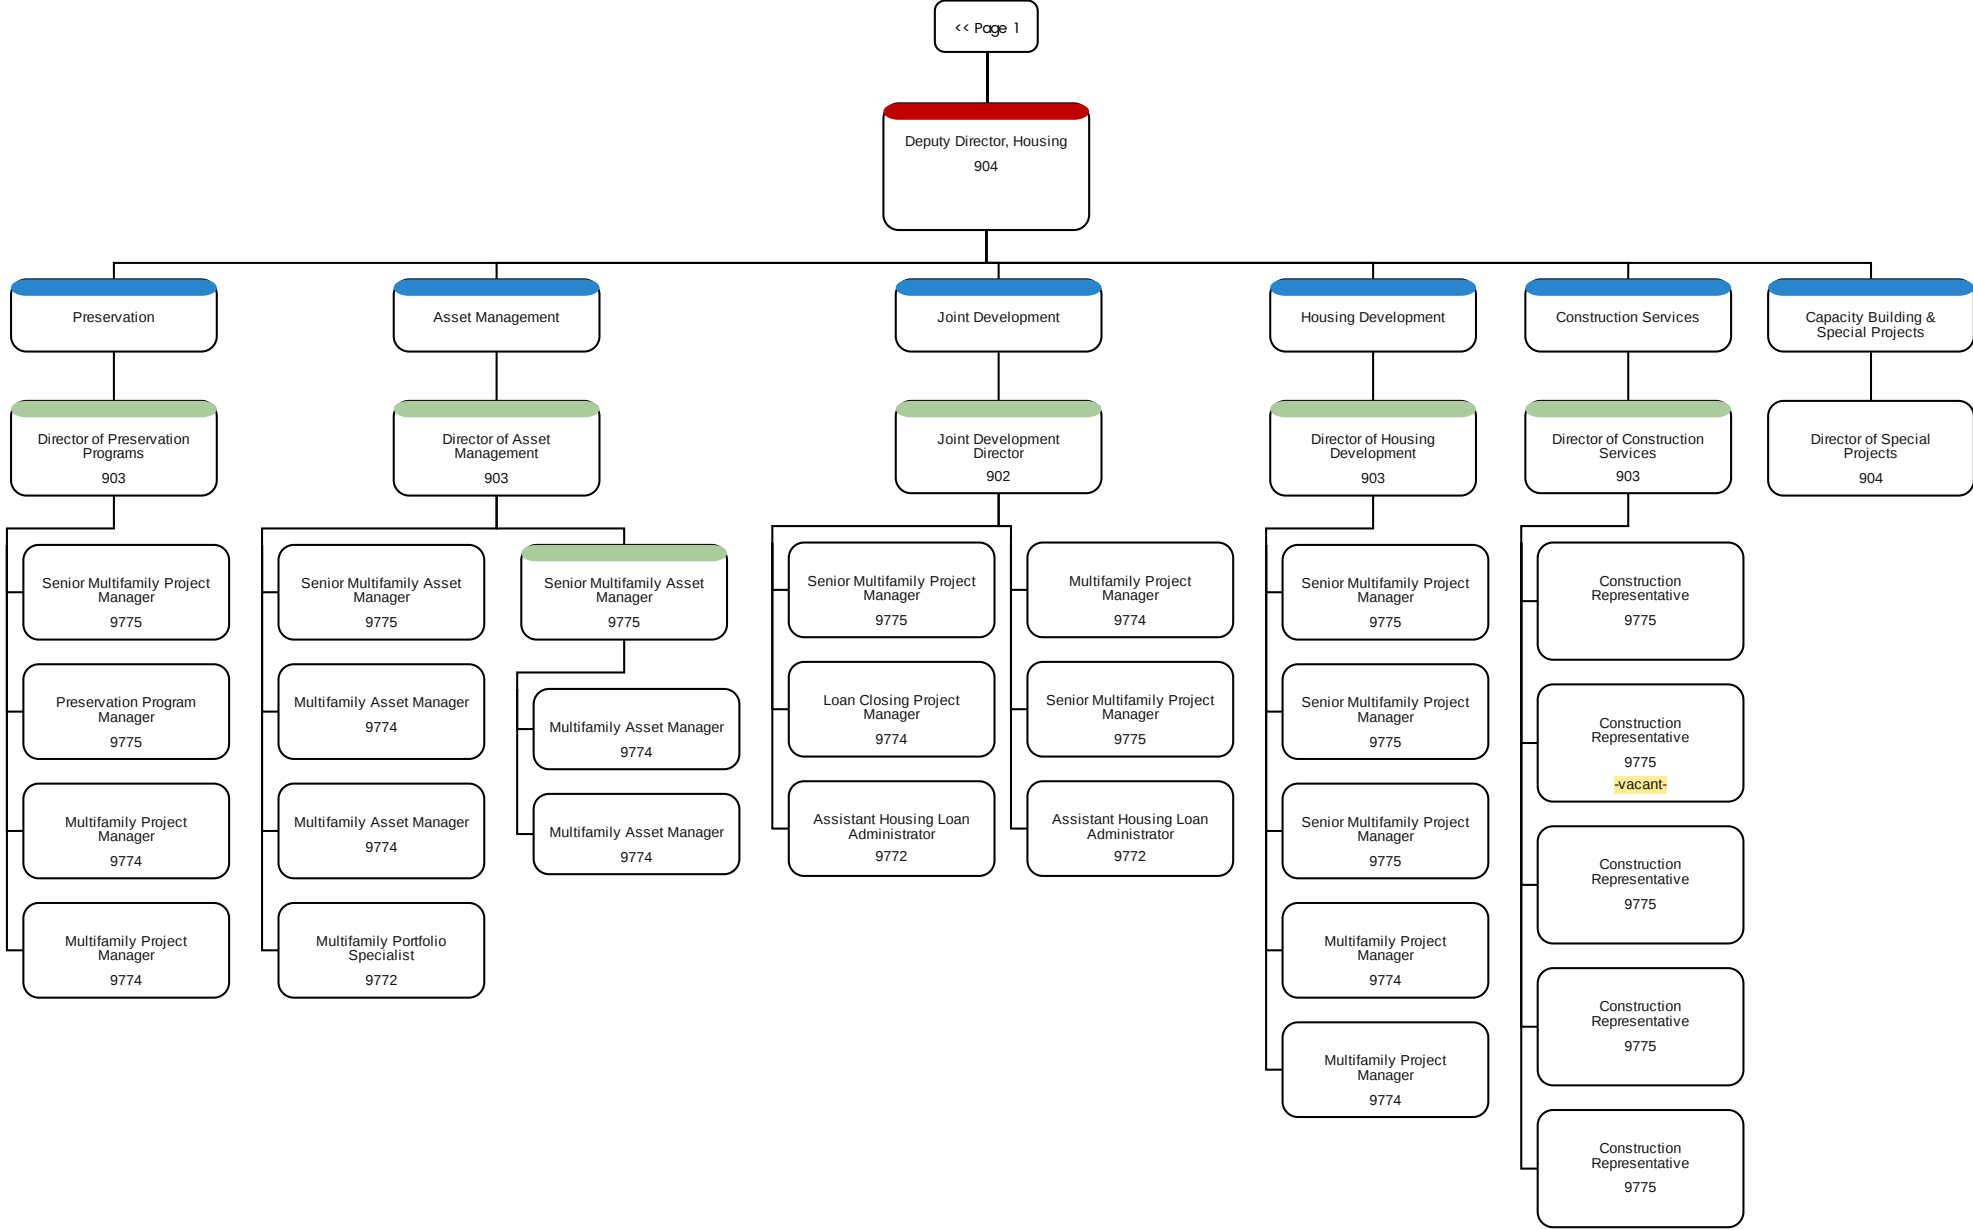 << Page 1
Deputy Director, Housing
904
Preservation
Asset Management
Joint Development
Housing Development
Construction Services
Capacity Building &
Special Projects
Director of Preservation
Programs
903
Director of Asset
Management
903
Joint Development
Director
902
Director of Housing
Development
903
Director of Construction
Services
903
Director of Special
Projects
904
Senior Multifamily Project
Manager
9775
Preservation Program
Manager
9775
Multifamily Project
Manager
9774
Multifamily Project
Manager
9774
Senior Multifamily Asset
Manager
9775
Multifamily Asset Manager
9774
Multifamily Asset Manager
9774
Multifamily Portfolio
Specialist
9772
Senior Multifamily Asset
Manager
9775
Multifamily Asset Manager
9774
Multifamily Asset Manager
9774
Senior Multifamily Project
Manager
9775
Loan Closing Project
Manager
9774
Assistant Housing Loan
Administrator
9772
Multifamily Project
Manager
9774
Senior Multifamily Project
Manager
9775
Assistant Housing Loan
Administrator
9772
Senior Multifamily Project
Manager
9775
Senior Multifamily Project
Manager
9775
Senior Multifamily Project
Manager
9775
Multifamily Project
Manager
9774
Multifamily Project
Manager
9774
Construction
Representative
9775
Construction
Representative
9775
-vacant-
Construction
Representative
9775
Construction
Representative
9775
Construction
Representative
9775